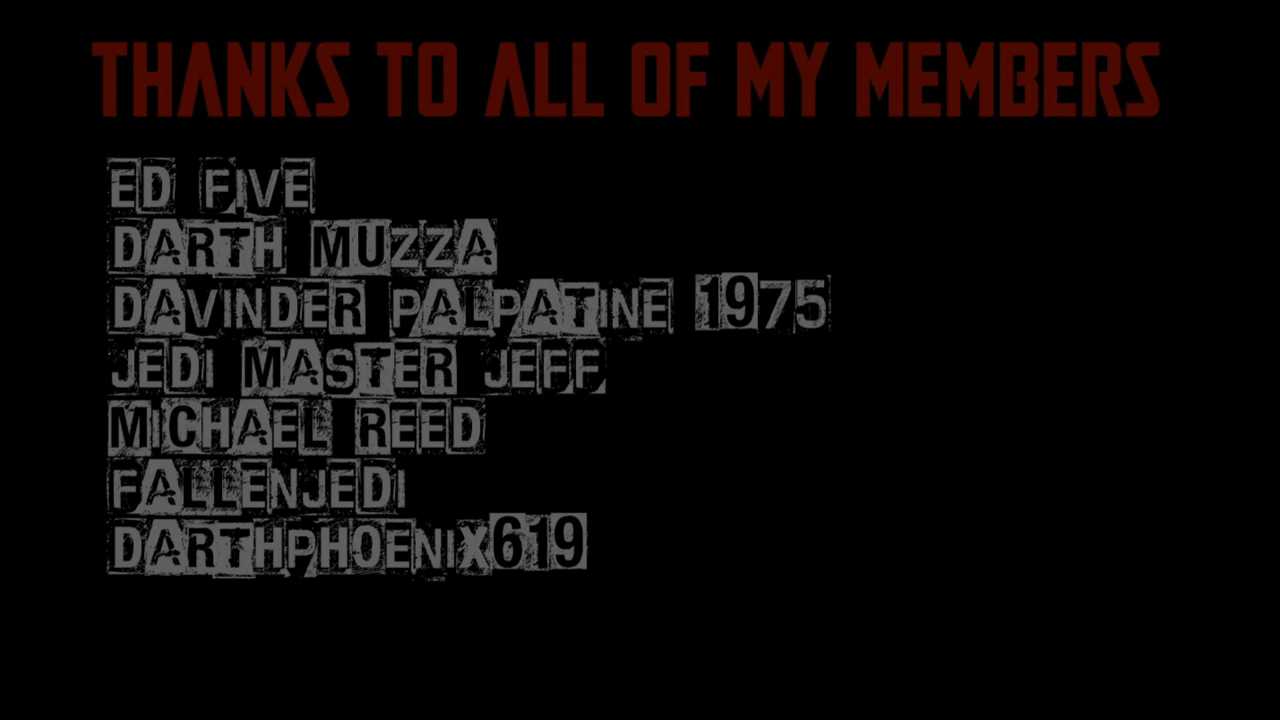 THANKS TO ALL OF MY MEMBERS
ED FIVE
DARTH MUZZA
DAVINDER PALPATINE 1975
JEDI MASTER JEFF
MICHAEL REED
FALLENJEDI
DARTHPHOENIX619